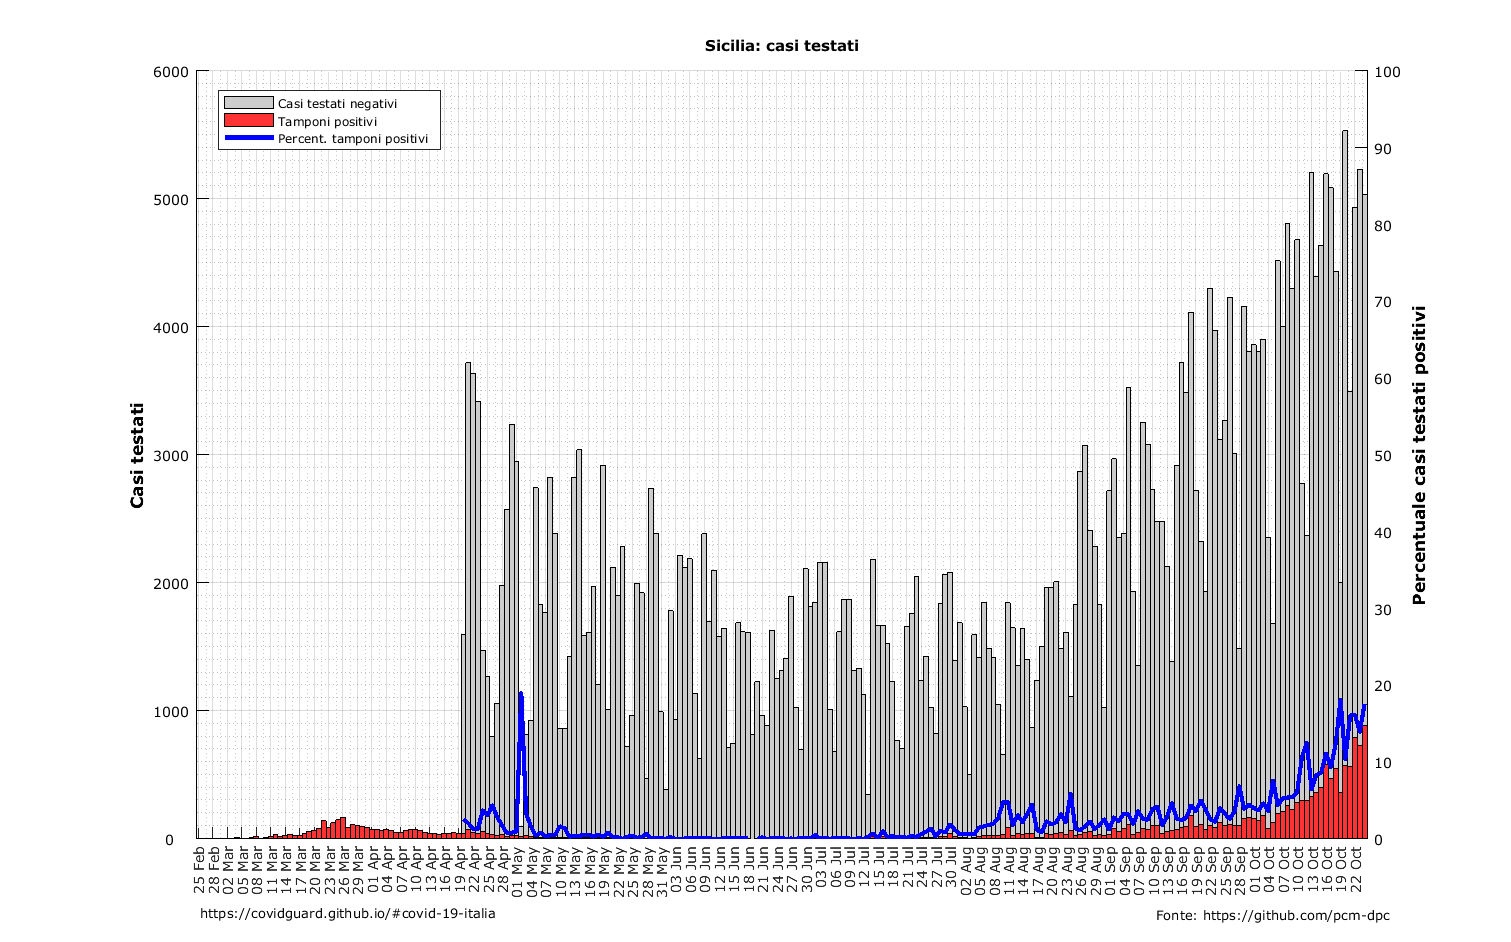 Sicilia: casi testati
6000
5000
4000
3000
2000
1000
0
Casi testati
Casi testati negativi
Tamponi positivi
Percent. tamponi positivi
100
90
80
70
60
50
40
30
20
10
0
Percentuale casi testati positivi
25 Feb
28 Feb
02 Mar
05 Mar
08 Mar
11 Mar
14 Mar
17 Mar
20 Mar
23 Mar
26 Mar
29 Mar
01 Apr
04 Apr
07 Apr
10 Apr
13 Apr
16 Apr
19 Apr
22 Apr
25 Apr
28 Apr
01 May
04 May
07 May
10 May
13 May
16 May
19 May
22 May
25 May
28 May
31 May
03 Jun
06 Jun
09 Jun
12 Jun
15 Jun
18 Jun
21 Jun
24 Jun
27 Jun
30 Jun
03 Jul
06 Jul
09 Jul
12 Jul
15 Jul
18 Jul
21 Jul
24 Jul
27 Jul
30 Jul
02 Aug
05 Aug
08 Aug
11 Aug
14 Aug
17 Aug
20 Aug
23 Aug
26 Aug
29 Aug
01 Sep
04 Sep
07 Sep
10 Sep
13 Sep
16 Sep
19 Sep
22 Sep
25 Sep
28 Sep
01 Oct
04 Oct
07 Oct
10 Oct
13 Oct
16 Oct
19 Oct
22 Oct
https://covidguard.github.io/#covid-19-italia
Fonte: https://github.com/pcm-dpc